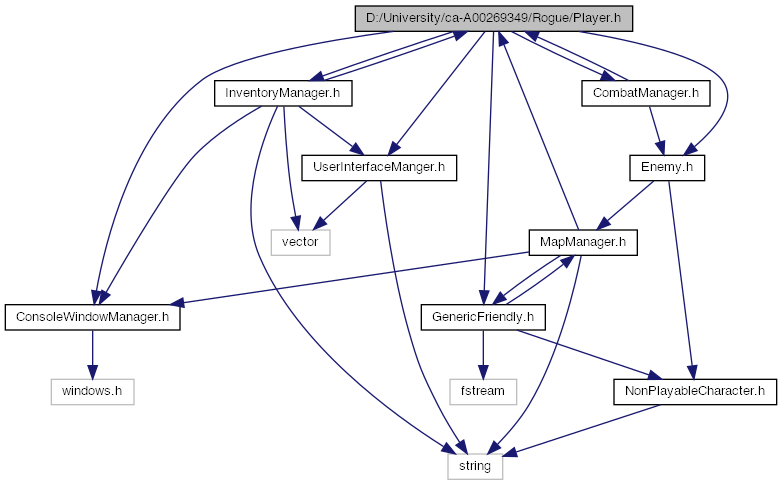 D:/University/ca-A00269349/Rogue/Player.h
InventoryManager.h
CombatManager.h
UserInterfaceManger.h
Enemy.h
vector
MapManager.h
ConsoleWindowManager.h
GenericFriendly.h
windows.h
fstream
NonPlayableCharacter.h
string